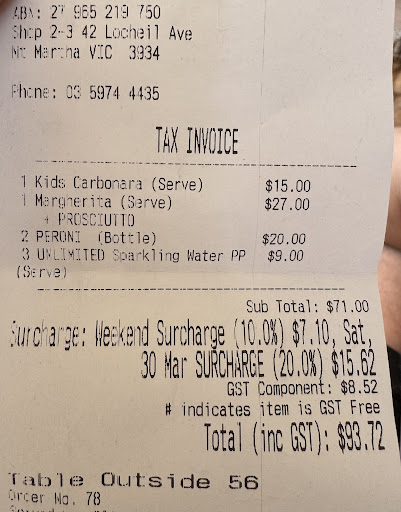 ABN: 27 965 219 750
Shop 2-3 42 Locheil Ave
Mt Martha VIC 3934
Phone: 03 5974 4435
TAX INVOICE
1 Kids Carbonara (Serve) $15.00
1 Margherita (Serve) $27.00
+ PROSCIUTTO
2 PERONI (Bottle) $20.00
3 UNLIMITED Sparkling Water PP $9.00
(Serve)
Sub Total: $71.00
Surcharge: Weekend Surcharge (10.0%) $7.10, Sat,
30 Mar SURCHARGE (20.0%) $15.62
GST Component: $8.52
# indicates item is GST Free
Total (inc GST): $93.72
Table Outside 56
Order No. 78